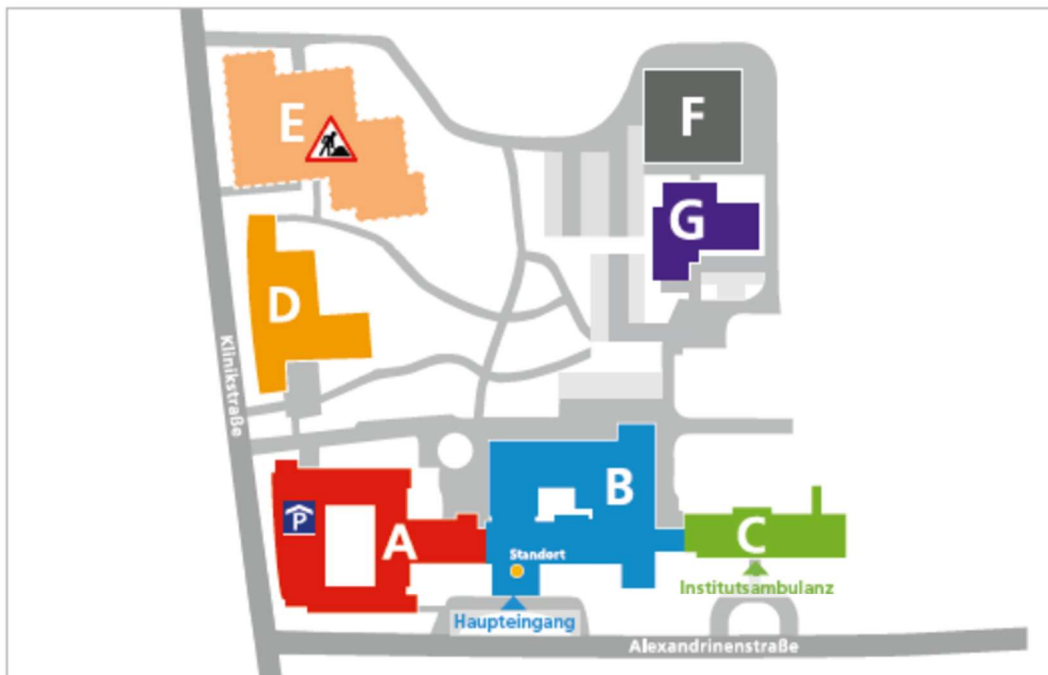 E
F
G
D
Klinikstraße
B
A
P
C
Standort
Institutsambulanz
Haupteingang
Alexandrinenstraße